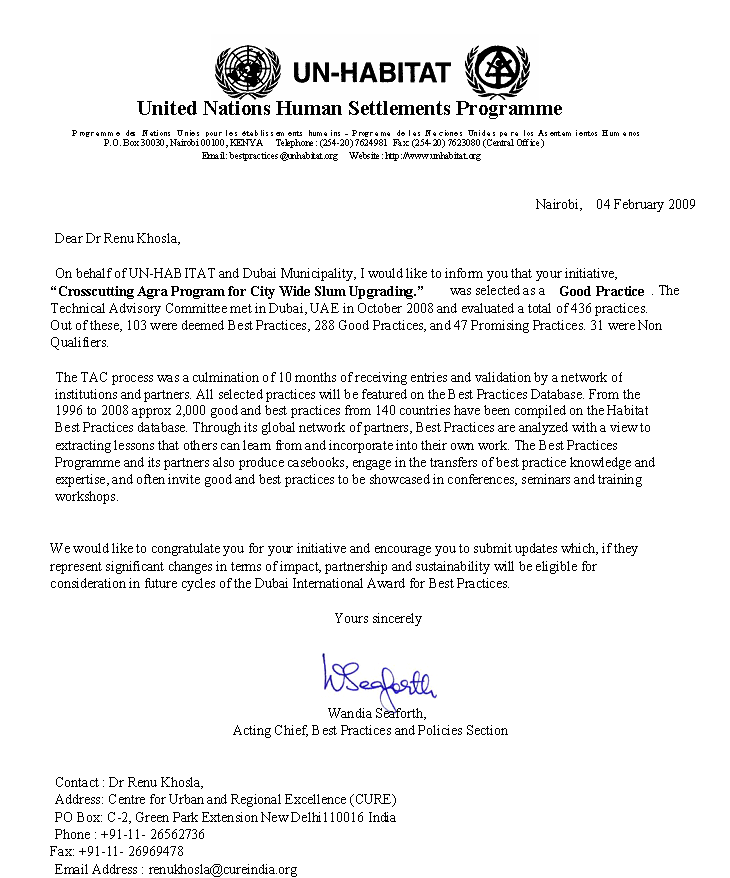 UN-HABITAT
United Nations Human Settlements Programme
Programme des Nations Unies pour les établissements humains - Programe de las Naciones Unidas para los Asentamientos Humanos
P.O. Box 30030, Nairobi 00100, KENYA Telephone: (254-20) 7624981 Fax: (254-20) 7623080 (Central Office)
Email: bestpractices@unhabitat.org Website: http://www.unhabitat.org
Nairobi, 04 February 2009
Dear Dr Renu Khosla,
On behalf of UN-HABITAT and Dubai Municipality, I would like to inform you that your initiative,
“Crosscutting Agra Program for City Wide Slum Upgrading.” was selected as a Good Practice . The
Technical Advisory Committee met in Dubai, UAE in October 2008 and evaluated a total of 436 practices.
Out of these, 103 were deemed Best Practices, 288 Good Practices, and 47 Promising Practices. 31 were Non
Qualifiers.
The TAC process was a culmination of 10 months of receiving entries and validation by a network of
institutions and partners. All selected practices will be featured on the Best Practices Database. From the
1996 to 2008 approx 2,000 good and best practices from 140 countries have been compiled on the Habitat
Best Practices database. Through its global network of partners, Best Practices are analyzed with a view to
extracting lessons that others can learn from and incorporate into their own work. The Best Practices
Programme and its partners also produce casebooks, engage in the transfers of best practice knowledge and
expertise, and often invite good and best practices to be showcased in conferences, seminars and training
workshops.
We would like to congratulate you for your initiative and encourage you to submit updates which, if they
represent significant changes in terms of impact, partnership and sustainability will be eligible for
consideration in future cycles of the Dubai International Award for Best Practices.
Yours sincerely
WSeaforth
Wandia Seaforth,
Acting Chief, Best Practices and Policies Section
Contact : Dr Renu Khosla,
Address: Centre for Urban and Regional Excellence (CURE)
PO Box: C-2, Green Park Extension New Delhi110016 India
Phone : +91-11- 26562736
Fax: +91-11- 26969478
Email Address : renukhosla@cureindia.org